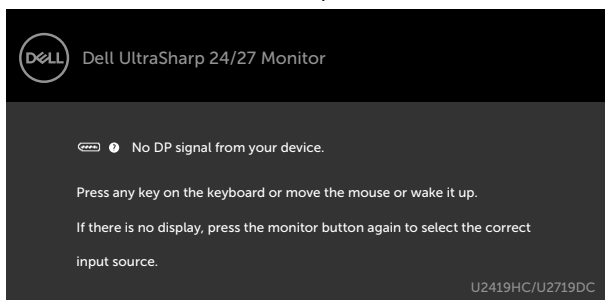 DELL
Dell UltraSharp 24/27 Monitor
? No DP signal from your device.
Press any key on the keyboard or move the mouse or wake it up.
If there is no display, press the monitor button again to select the correct
input source.
U2419HC/U2719DC